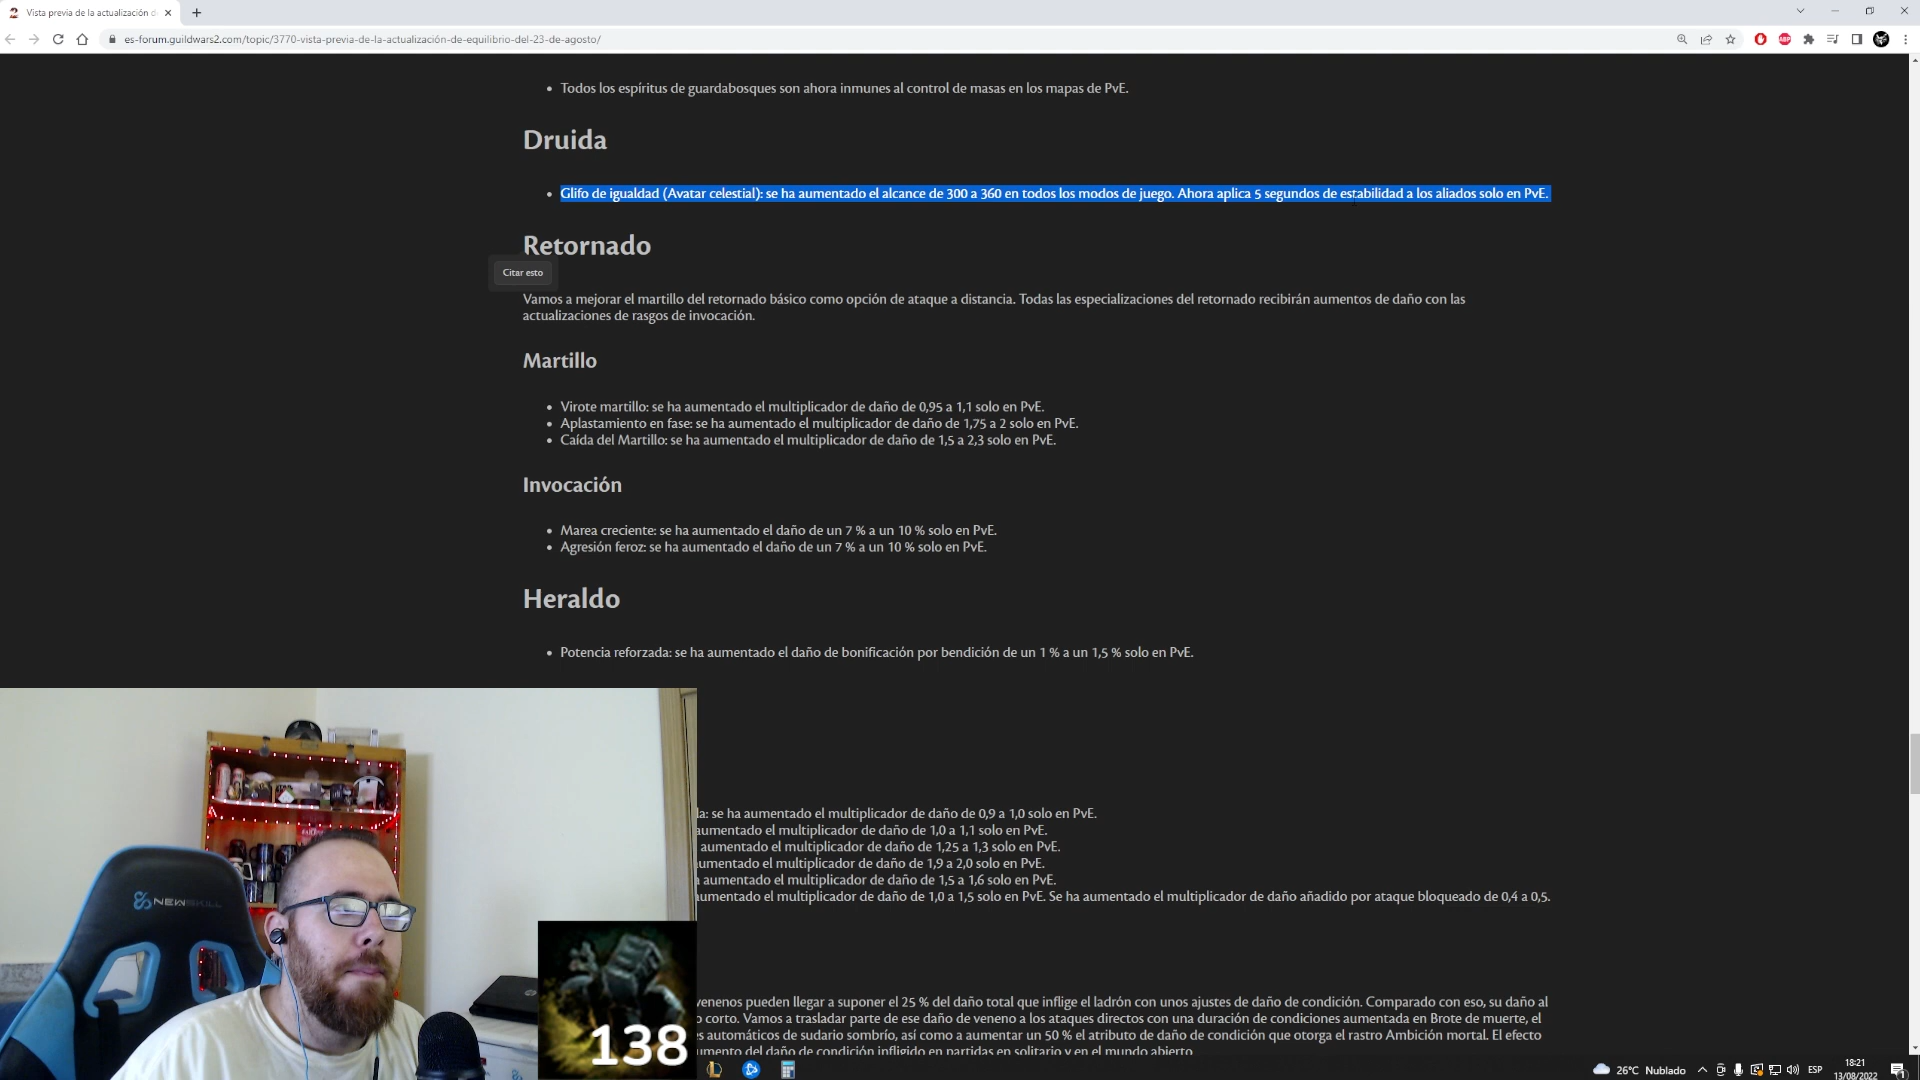 Vista previa de la actualización d
es-forum.guildwars2.com/topic/3770-vista-previa-de-la-actualización-de-equilibrio-del-23-de-agosto/
ABP
• Todos los espíritus de guardabosques son ahora inmunes al control de masas en los mapas de PvE.
Druida
• Glifo de igualdad (Avatar celestial): se ha aumentado el alcance de 300 a 360 en todos los modos de juego. Ahora aplica 5 segundos de estabilidad a los aliados solo en PvE.
Retornado
Citar esto
Vamos a mejorar el martillo del retornado básico como opción de ataque a distancia. Todas las especializaciones del retornado recibirán aumentos de daño con las
actualizaciones de rasgos de invocación.
Martillo
• Virote martillo: se ha aumentado el multiplicador de daño de 0,95 a 1,1 solo en PvE.
• Aplastamiento en fase: se ha aumentado el multiplicador de daño de 1,75 a 2 solo en PvE.
• Caída del Martillo: se ha aumentado el multiplicador de daño de 1,5 a 2,3 solo en PvE.
Invocación
• Marea creciente: se ha aumentado el daño de un 7 % a un 10 % solo en PvE.
• Agresión feroz: se ha aumentado el daño de un 7 % a un 10 % solo en PvE.
Heraldo
• Potencia reforzada: se ha aumentado el daño de bonificación por bendición de un 1 % a un 1,5 % solo en PvE.
da: se ha aumentado el multiplicador de daño de 0,9 a 1,0 solo en PvE.
aumentado el multiplicador de daño de 1,0 a 1,1 solo en PvE.
aumentado el multiplicador de daño de 1,25 a 1,3 solo en PvE.
aumentado el multiplicador de daño de 1,9 a 2,0 solo en PvE.
aumentado el multiplicador de daño de 1,5 a 1,6 solo en PvE.
aumentado el multiplicador de daño de 1,0 a 1,5 solo en PvE. Se ha aumentado el multiplicador de daño añadido por ataque bloqueado de 0,4 a 0,5.
NEWSKILL
venenos pueden llegar a suponer el 25 % del daño total que inflige el ladrón con unos ajustes de daño de condición. Comparado con eso, su daño al
o corto. Vamos a trasladar parte de ese daño de veneno a los ataques directos con una duración de condiciones aumentada en Brote de muerte, el
s automáticos de sudario sombrío, así como a aumentar un 50 % el atributo de daño de condición que otorga el rastro Ambición mortal. El efecto
umento del daño de condición infligido en partidas en solitario y en el mundo abierto.
138
26°C Nublado
ESP
18:21
13/08/2022
1